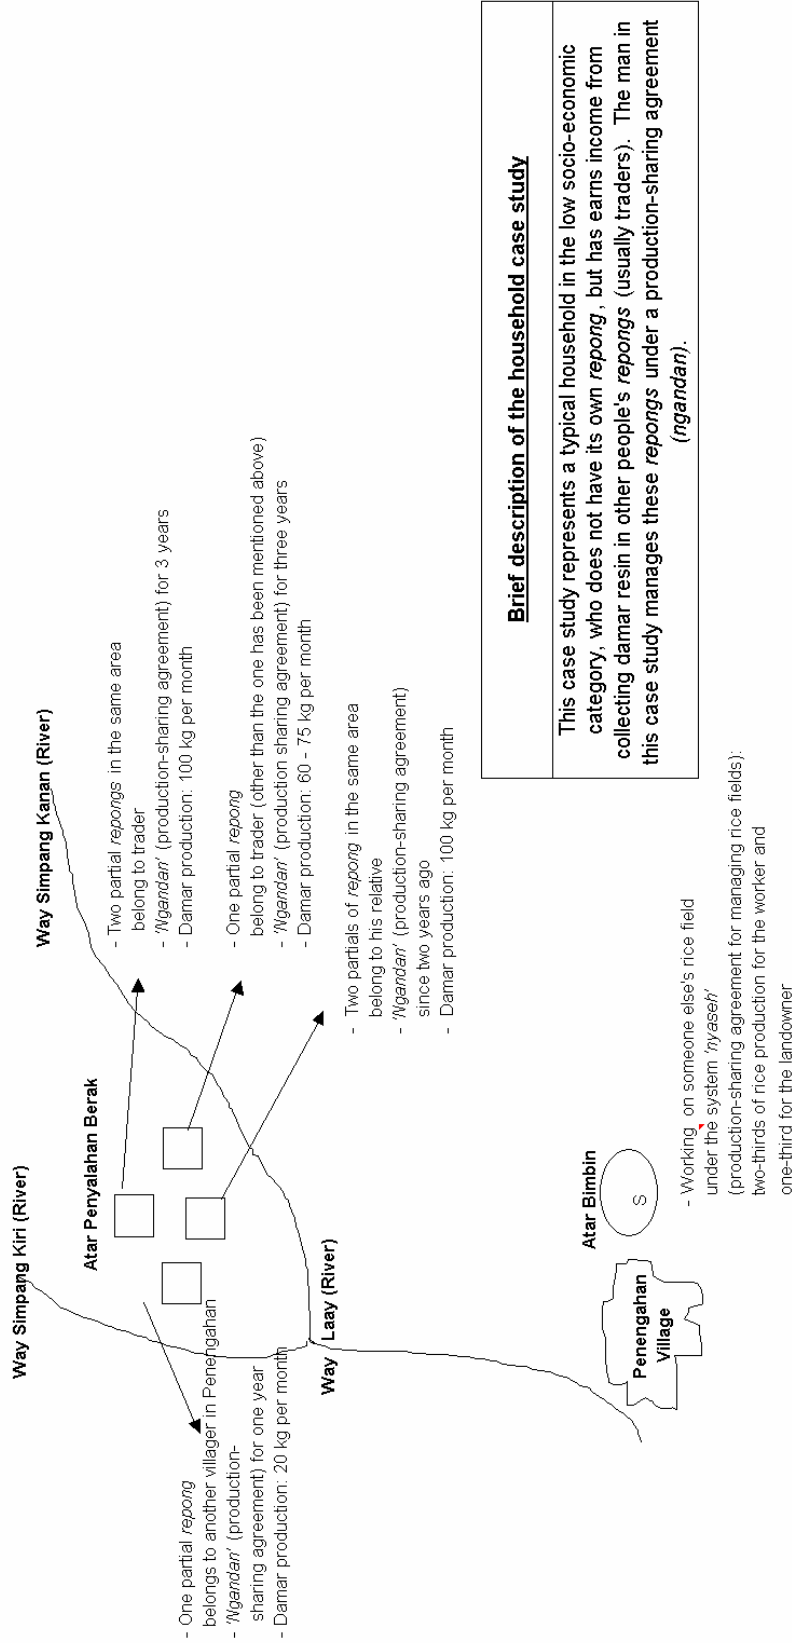 Way Simpang Kiri (River)
Way Simpang Kanan (River)
Atar Penyalahan Berak
- Two partial repongs in the same area
belong to trader
- 'Ngandan' (production-sharing agreement) for 3 years
- Damar production: 100 kg per month
- One partial repong
belong to trader (other than the one has been mentioned above)
- 'Ngandan' (production sharing agreement) for three years
- Damar production: 60 - 75 kg per month
- Two partials of repong in the same area
belong to his relative
- 'Ngandan' (production-sharing agreement)
since two years ago
- Damar production: 100 kg per month
- One partial repong
belongs to another villager in Penengahan
- 'Ngandan' (production-
sharing agreement) for one year
- Damar production: 20 kg per month
Way Laay (River)
Brief description of the household case study
This case study represents a typical household in the low socio-economic
category, who does not have its own repong, but has earns income from
collecting damar resin in other people's repongs (usually traders). The man in
this case study manages these repongs under a production-sharing agreement
(ngandan).
Atar Bimbin
S
Penengahan
Village
- Working on someone else's rice field
under the system 'nyaseh'
(production-sharing agreement for managing rice fields):
two-thirds of rice production for the worker and
one-third for the landowner